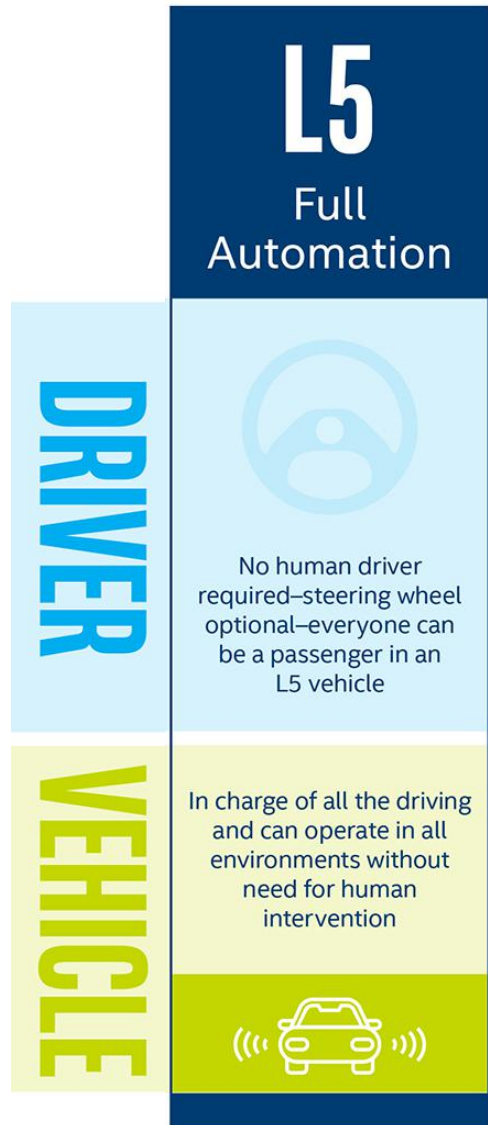 L5
Full
Automation
DRIVER
No human driver
required–steering wheel
optional–everyone can
be a passenger in an
L5 vehicle
VEHICLE
In charge of all the driving
and can operate in all
environments without
need for human
intervention